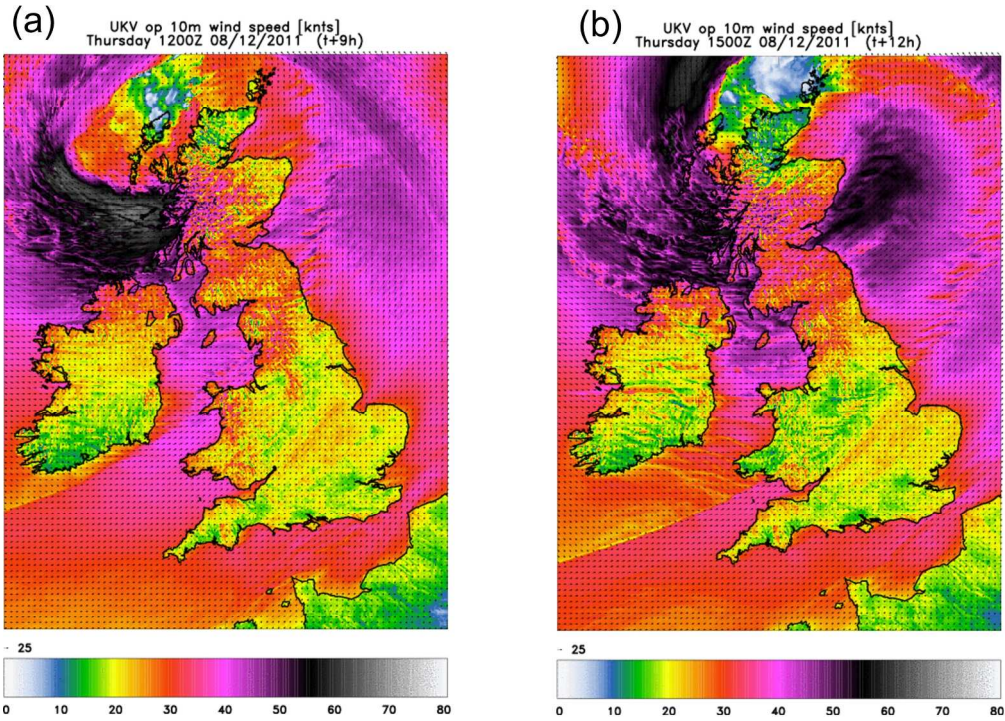 (a)
UKV op 10m wind speed [knts]
Thursday 1200Z 08/12/2011 (t+9h)
25
0 10 20 30 40 50 60 70 80
(b)
UKV op 10m wind speed [knts]
Thursday 1500Z 08/12/2011 (t+12h)
25
0 10 20 30 40 50 60 70 80